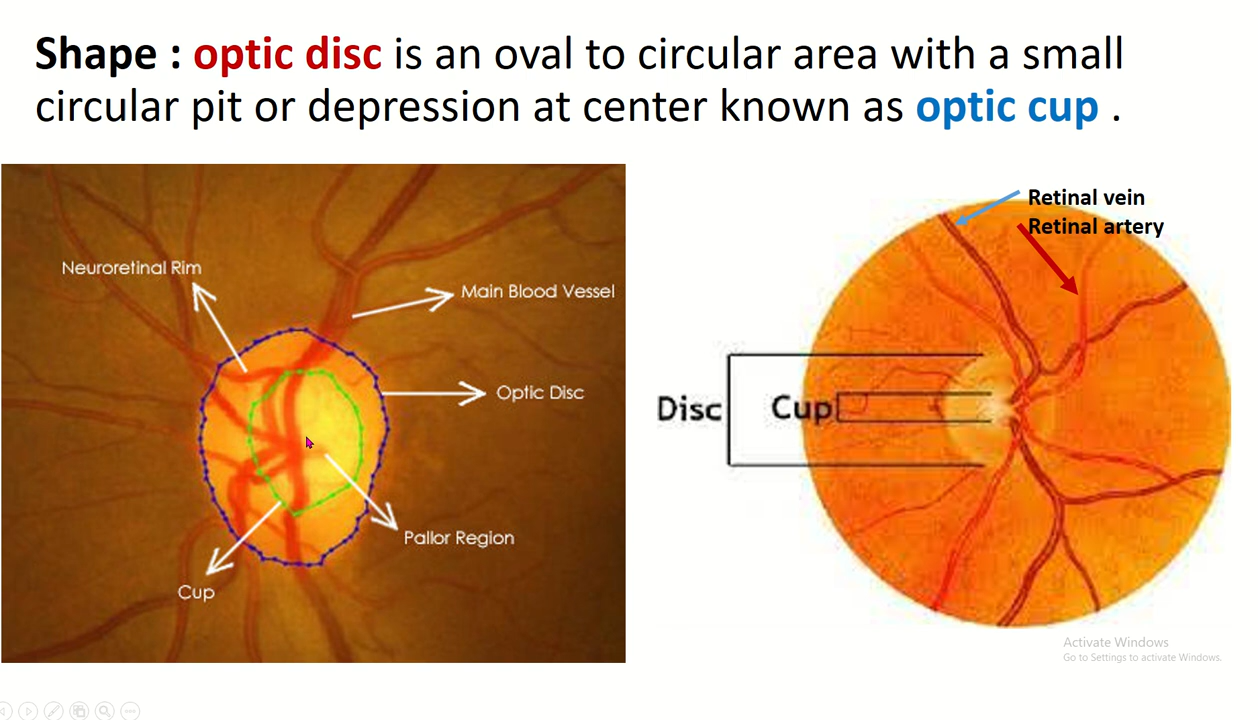 Shape : optic disc is an oval to circular area with a small
circular pit or depression at center known as optic cup .
Neuroretinal Rim
Main Blood Vessel
Optic Disc
Pallor Region
Cup
Retinal vein
Retinal artery
Disc
Cup
Activate Windows
Go to Settings to activate Windows.